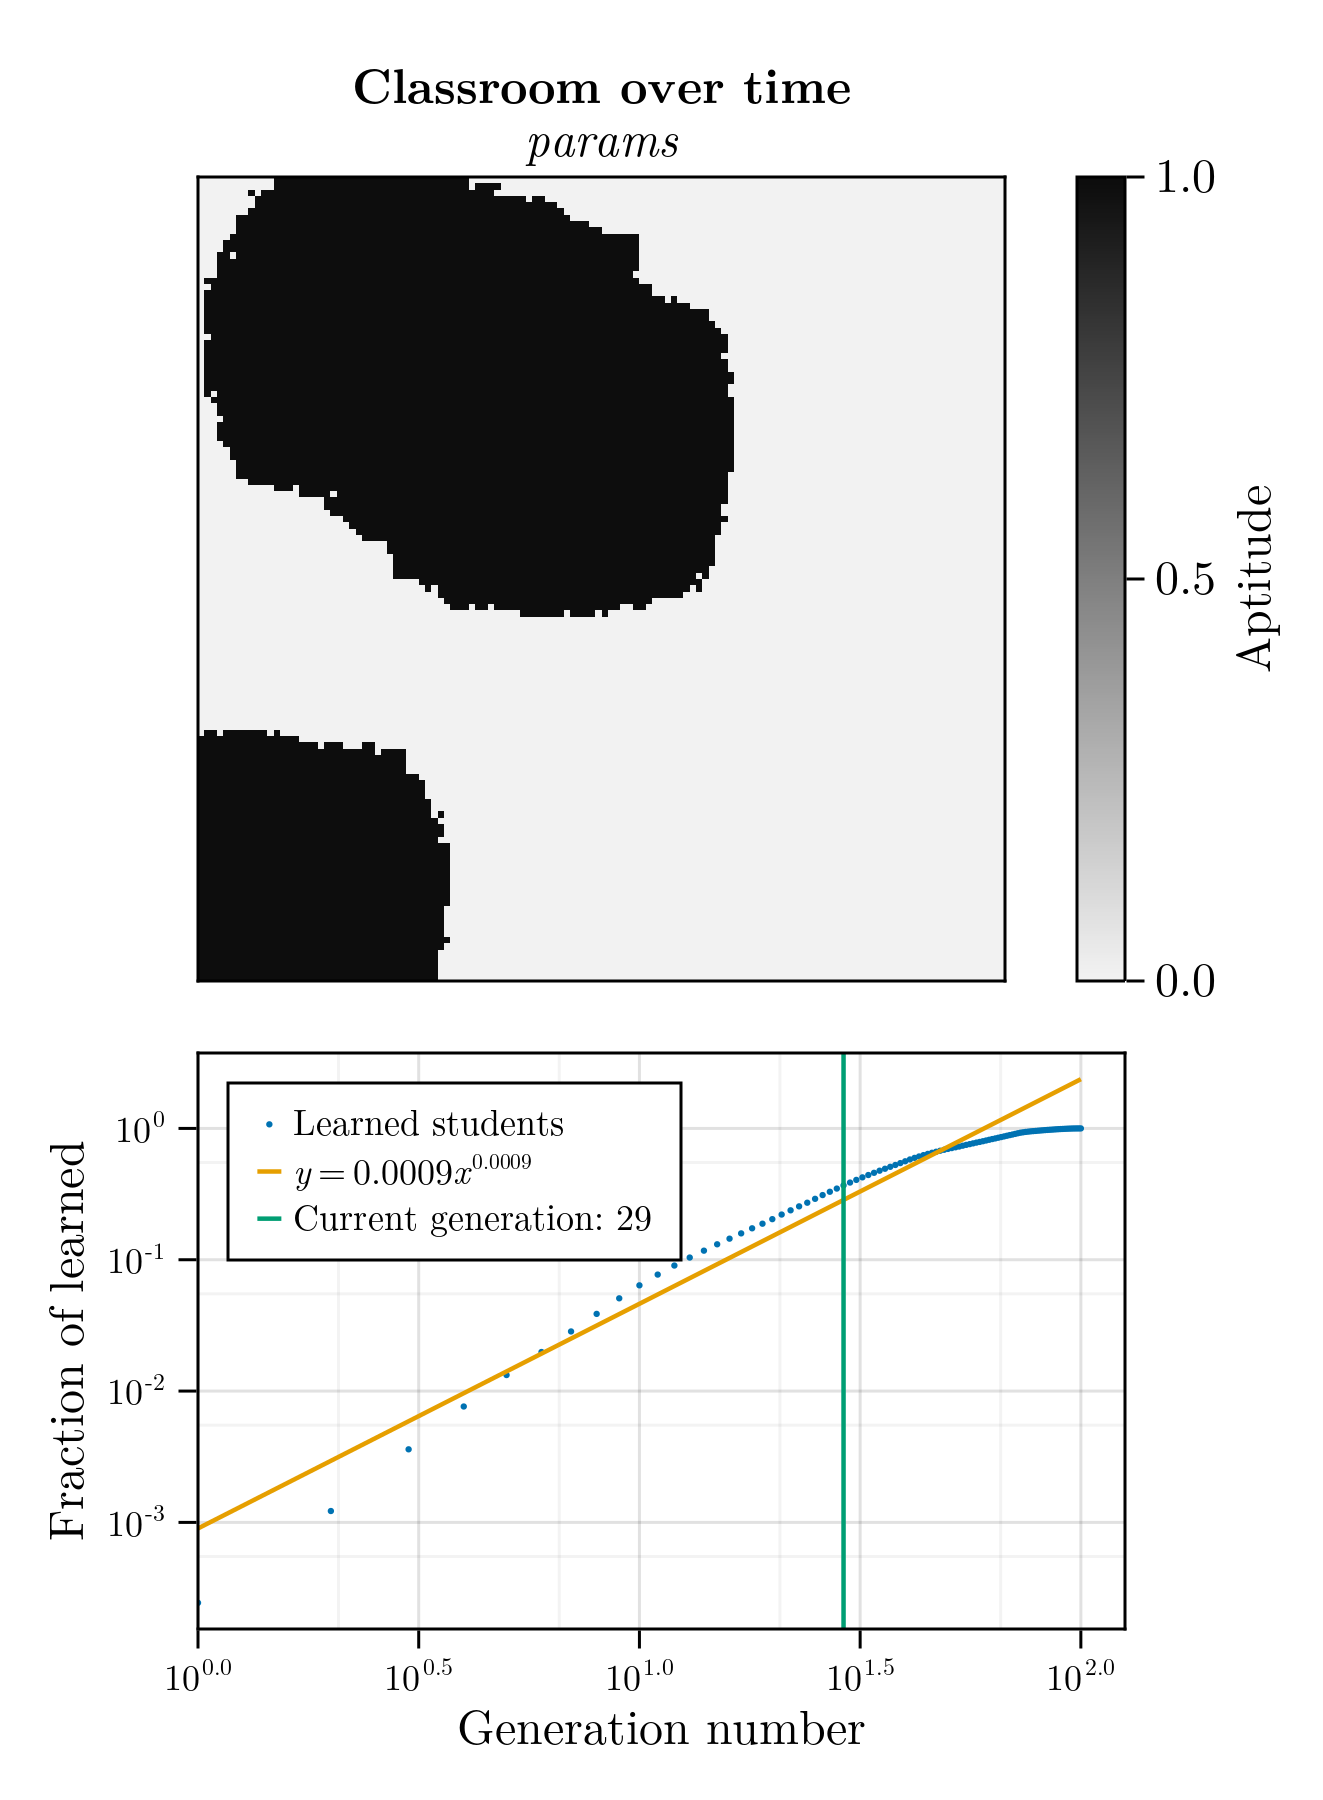 Classroom over time
params
1.0
0.5
0.0
Aptitude
Learned students
y = 0.0009x^0.0009
Current generation: 29
10^0
10^-1
10^-2
10^-3
Fraction of learned
10^0.0 10^0.5 10^1.0 10^1.5 10^2.0
Generation number